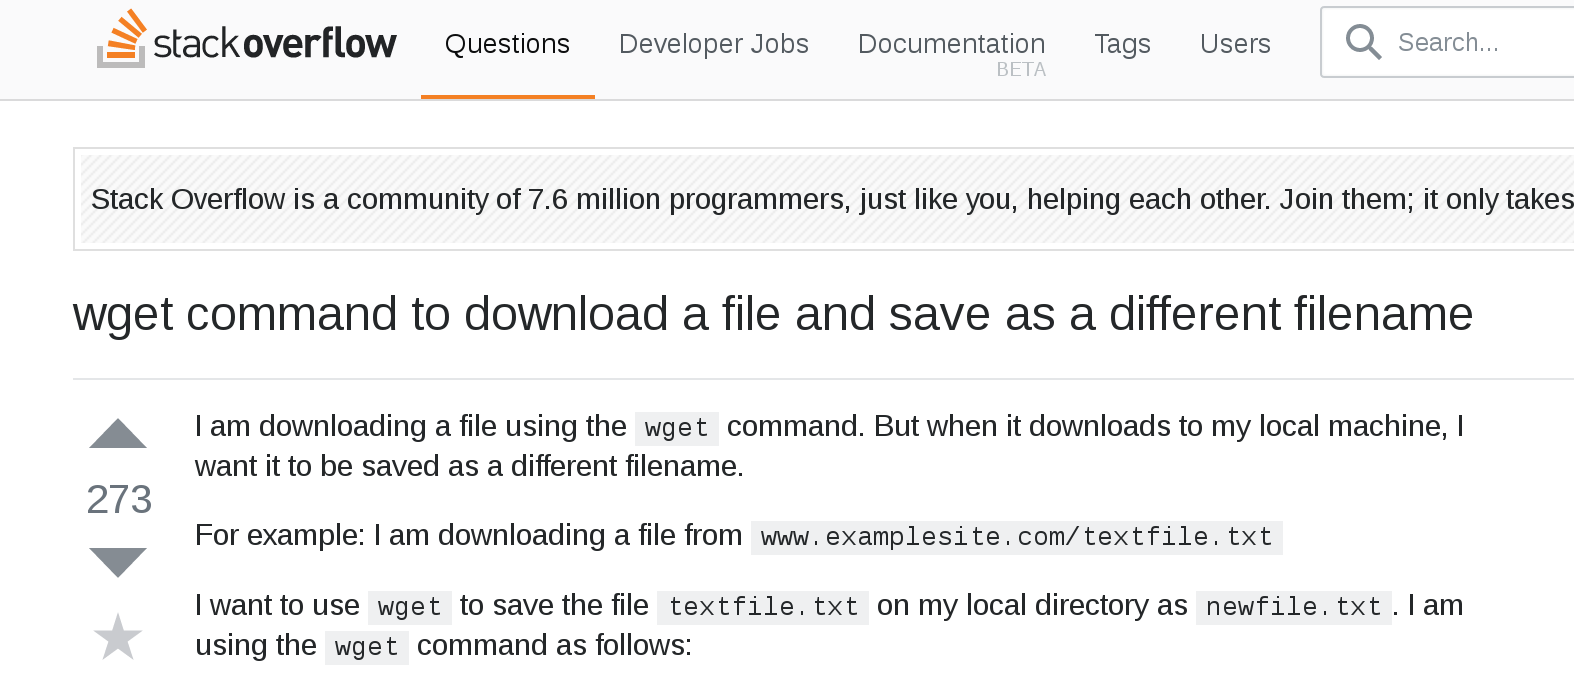 stackoverflow Questions Developer Jobs Documentation Tags Users Search...
BETA
Stack Overflow is a community of 7.6 million programmers, just like you, helping each other. Join them; it only takes
wget command to download a file and save as a different filename
I am downloading a file using the wget command. But when it downloads to my local machine, I
want it to be saved as a different filename.
273
For example: I am downloading a file from www.examplesite.com/textfile.txt
I want to use wget to save the file textfile.txt on my local directory as newfile.txt. I am
using the wget command as follows: